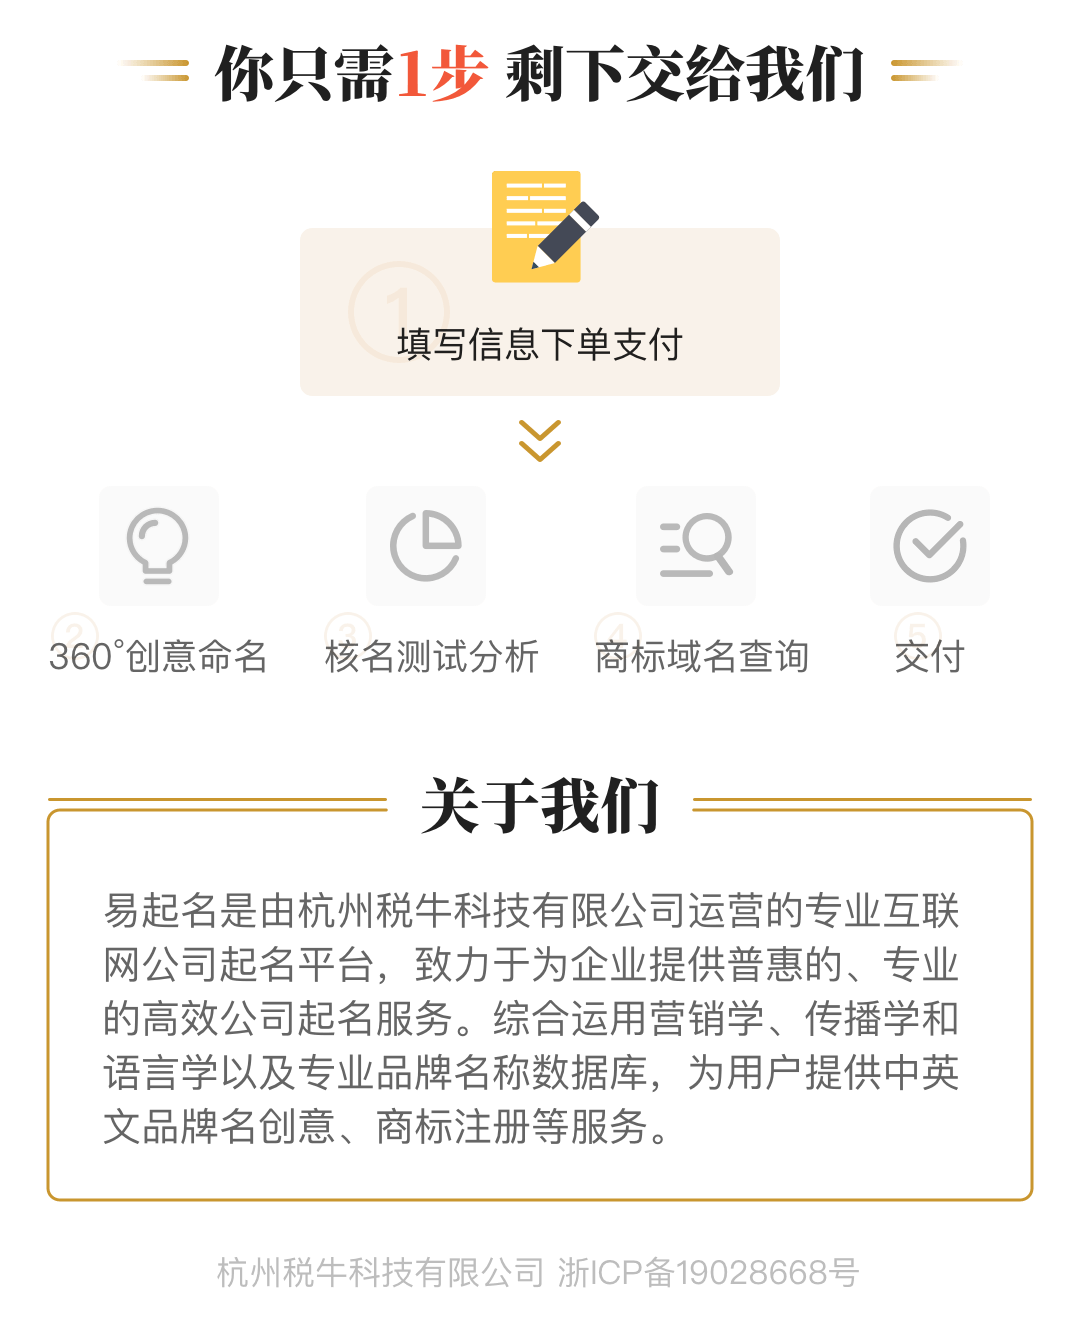 你只需1步 剩下交给我们
1
填写信息下单支付
2
3
4
5
360°创意命名
核名测试分析
商标域名查询
交付
关于我们
易起名是由杭州税牛科技有限公司运营的专业互联
网公司起名平台，致力于为企业提供普惠的、专业
的高效公司起名服务。综合运用营销学、传播学和
语言学以及专业品牌名称数据库，为用户提供中英
文品牌名创意、商标注册等服务。
杭州税牛科技有限公司 浙ICP备19028668号